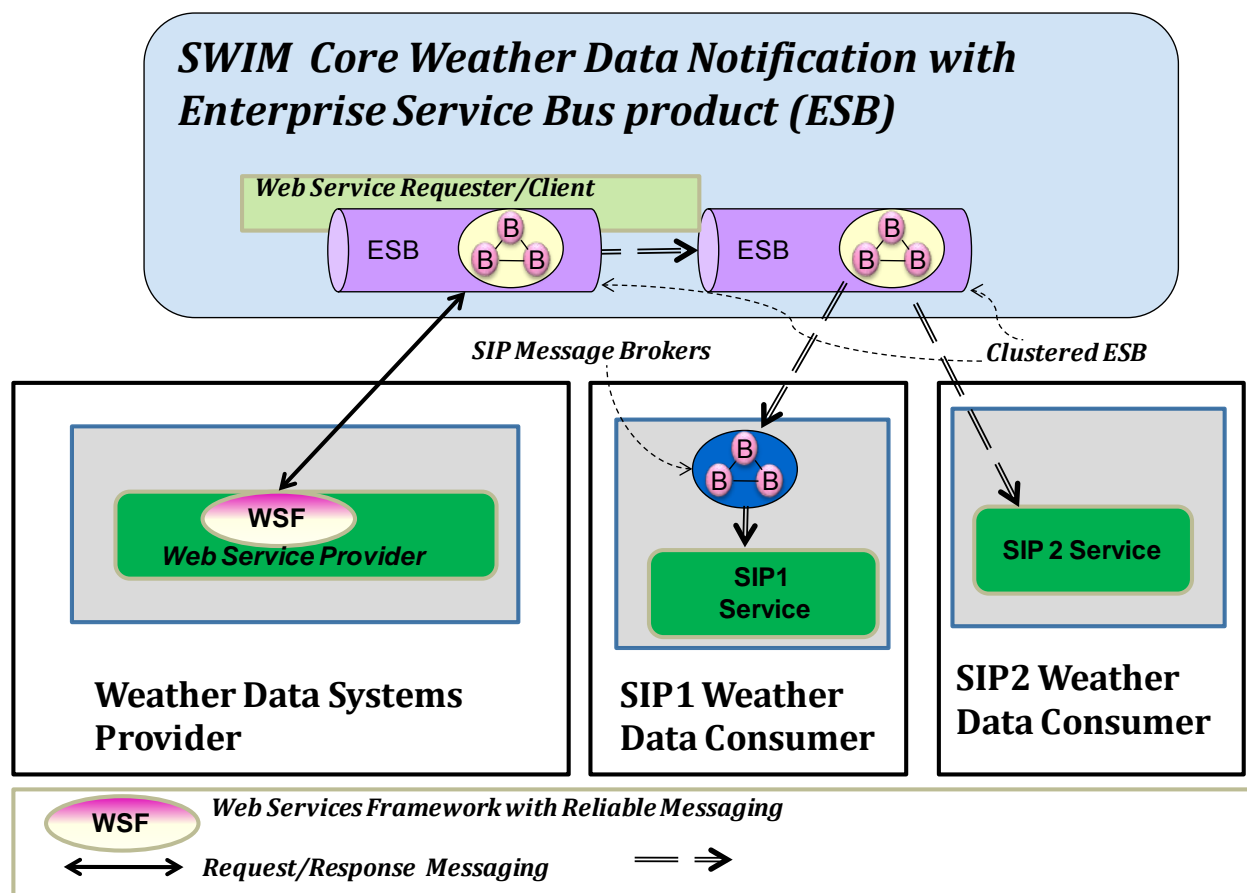 SWIM Core Weather Data Notification with
Enterprise Service Bus product (ESB)
Web Service Requester/Client
ESB
B
B
B
ESB
B
B
B
SIP Message Brokers
Clustered ESB
WSF
Web Service Provider
B
B
B
SIP1
Service
SIP 2 Service
Weather Data Systems
Provider
SIP1 Weather
Data Consumer
SIP2 Weather
Data Consumer
WSF
Web Services Framework with Reliable Messaging
Request/Response Messaging